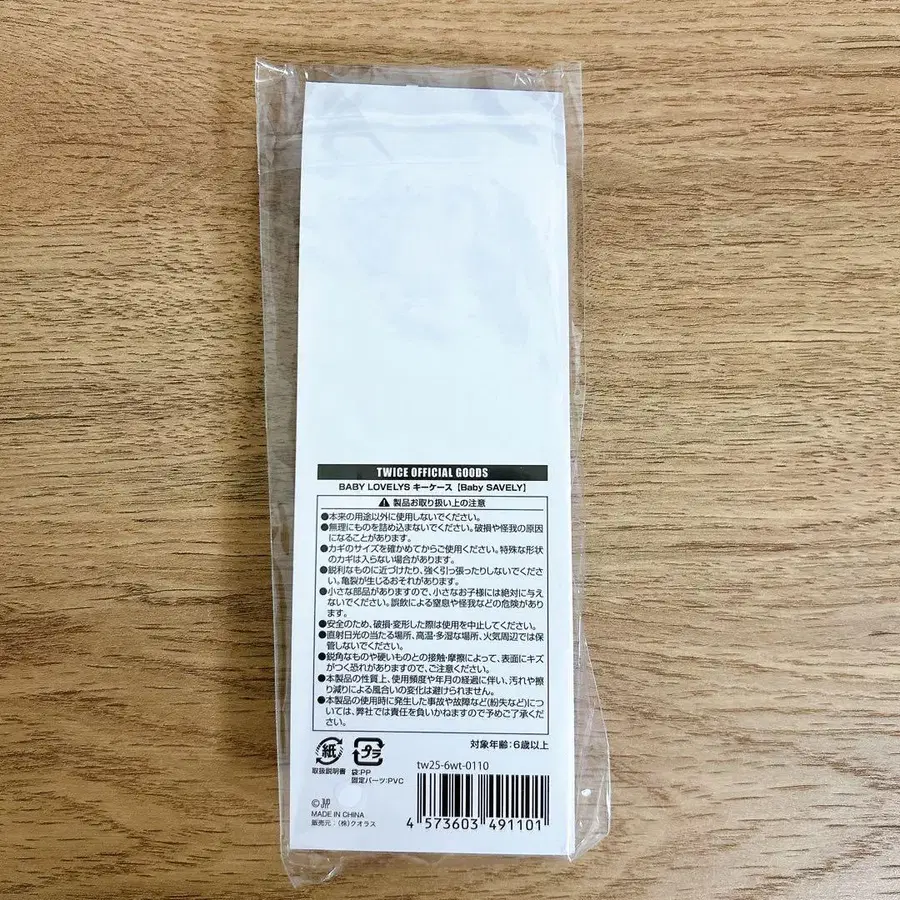 TWICE OFFICIAL GOODS
BABY LOVELYS キーケース【Baby SAVELY】
⚠ 製品お取り扱い上の注意
●本来の用途以外に使用しないでください。
●無理にものを詰め込まないでください。破損や怪我の原因
になることがあります。
●カギのサイズを確かめてからご使用ください。特殊な形状
のカギは入らない場合があります。
●鋭利なものに近づけたり、強く引っ張ったりしないでくださ
い。亀裂が生じるおそれがあります。
●小さな部品がありますので、小さなお子様には絶対に与え
ないでください。誤飲による窒息や怪我などの危険があり
ます。
●安全のため、破損・変形した際は使用を中止してください。
●直射日光の当たる場所、高温・多湿な場所、火気周辺では保
管しないでください。
●鋭角なものや硬いものとの接触・摩擦によって、表面にキズ
がつく恐れがありますので、ご注意ください。
●本製品の性質上、使用頻度や年月の経過に伴い、汚れや擦
り減りによる風合いの変化は避けられません。
●本製品の使用時に発生した事故や故障など(紛失など)につ
いては、弊社では責任を負いかねますので予めご了承くだ
さい。
対象年齢:6歳以上
紙
プラ
取扱説明書
袋:PP
固定パーツ:PVC
tw25-6wt-0110
©JYP
MADE IN CHINA
販売元:(株)クオラス
4 573603 491101